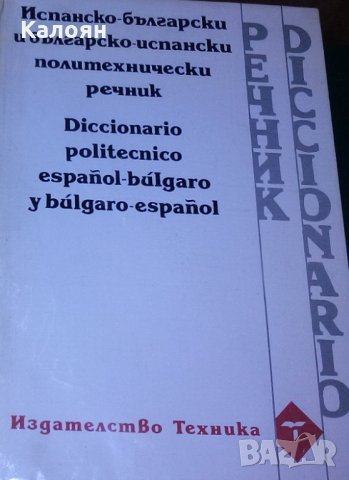 Калоян
Испанско-български
и българско-испански
политехнически
речник
Diccionario
politecnico
español-búlgaro
y búlgaro-español
РЕЧНИК
DICCIONARIO
Издателство Техника
BAZAR